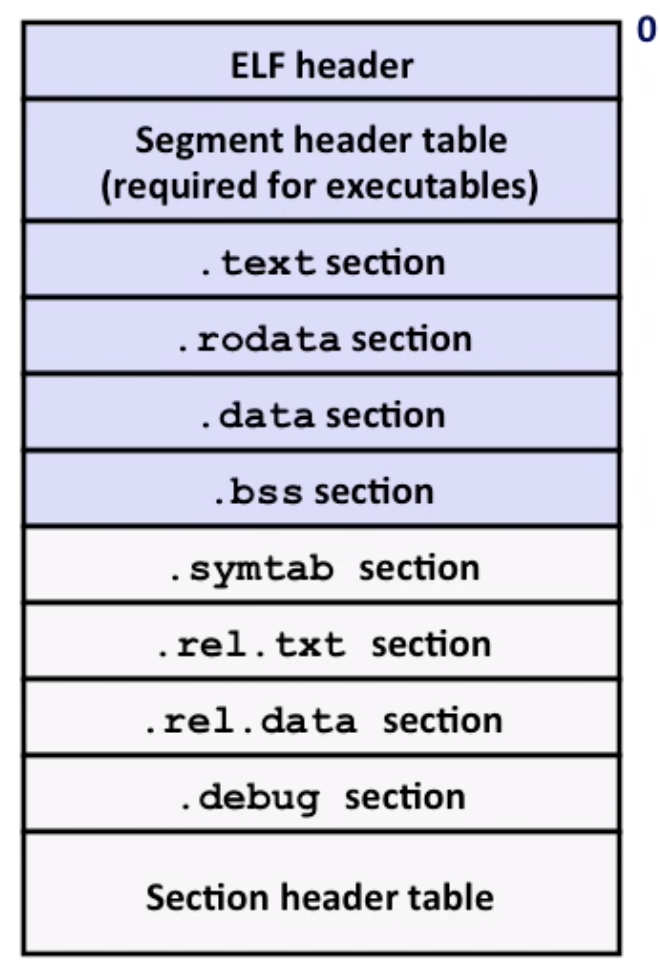 0
ELF header
Segment header table
(required for executables)
.text section
.rodata section
.data section
.bss section
.symtab section
.rel.txt section
.rel.data section
.debug section
Section header table